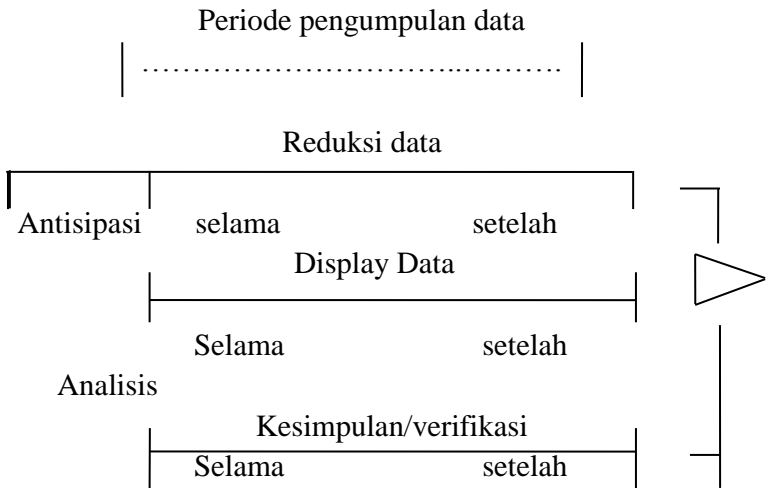 Periode pengumpulan data
……………………………..……….
Reduksi data
Antisipasi selama setelah
Display Data
Selama setelah
Analisis
Kesimpulan/verifikasi
Selama setelah